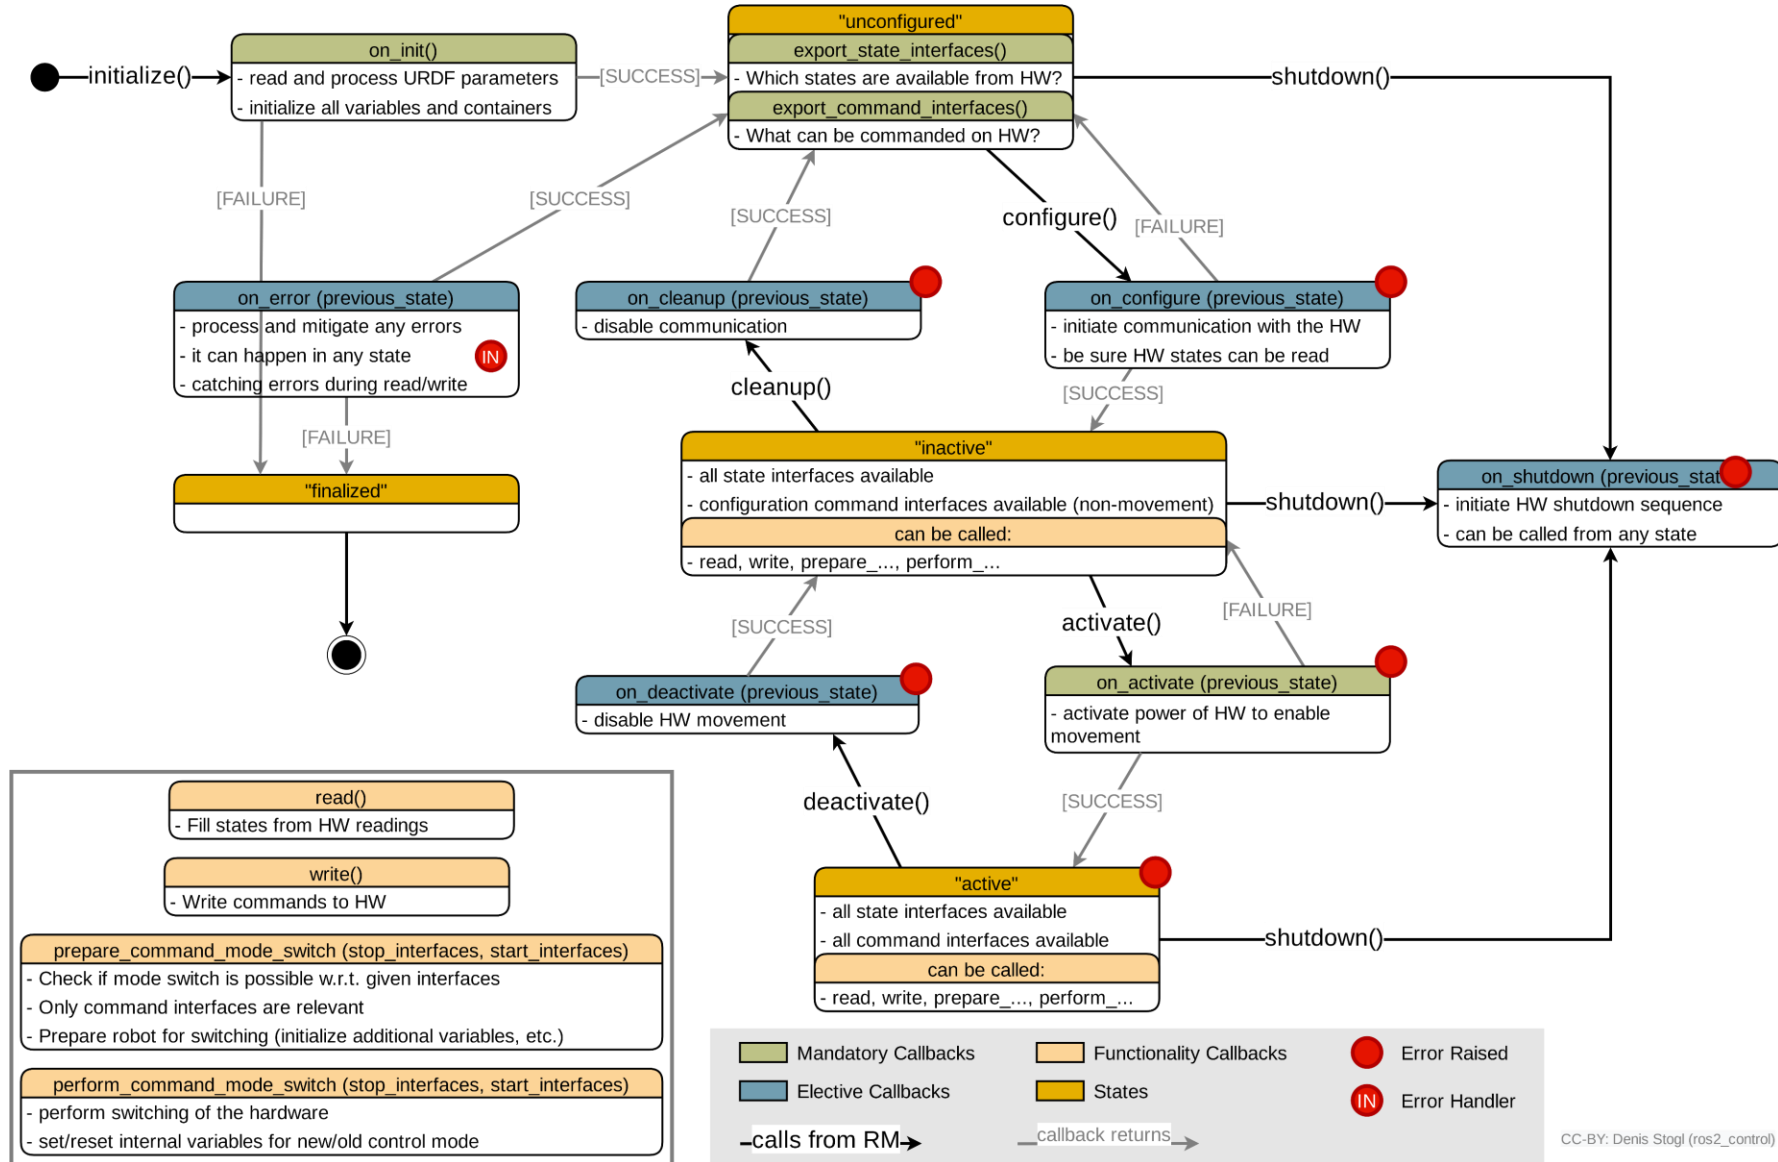 "unconfigured"
on_init()
export_state_interfaces()
initialize()
- read and process URDF parameters
[SUCCESS]
- Which states are available from HW?
shutdown()
- initialize all variables and containers
export_command_interfaces()
- What can be commanded on HW?
[FAILURE]
[SUCCESS]
[SUCCESS]
configure()
[FAILURE]
on_error (previous_state)
- process and mitigate any errors
- it can happen in any state
IN
- catching errors during read/write
on_cleanup (previous_state)
- disable communication
on_configure (previous_state)
- initiate communication with the HW
- be sure HW states can be read
cleanup()
[SUCCESS]
[FAILURE]
"finalized"
"inactive"
- all state interfaces available
- configuration command interfaces available (non-movement)
can be called:
- read, write, prepare_..., perform_...
shutdown()
on_shutdown (previous_stat
- initiate HW shutdown sequence
- can be called from any state
[SUCCESS]
activate()
[FAILURE]
on_deactivate (previous_state)
- disable HW movement
on_activate (previous_state)
- activate power of HW to enable
movement
deactivate()
[SUCCESS]
"active"
- all state interfaces available
- all command interfaces available
can be called:
- read, write, prepare_..., perform_...
shutdown()
read()
- Fill states from HW readings
write()
- Write commands to HW
prepare_command_mode_switch (stop_interfaces, start_interfaces)
- Check if mode switch is possible w.r.t. given interfaces
- Only command interfaces are relevant
- Prepare robot for switching (initialize additional variables, etc.)
perform_command_mode_switch (stop_interfaces, start_interfaces)
- perform switching of the hardware
- set/reset internal variables for new/old control mode
Mandatory Callbacks
Functionality Callbacks
Error Raised
Elective Callbacks
States
IN
Error Handler
calls from RM
callback returns
CC-BY: Denis Stogl (ros2_control)